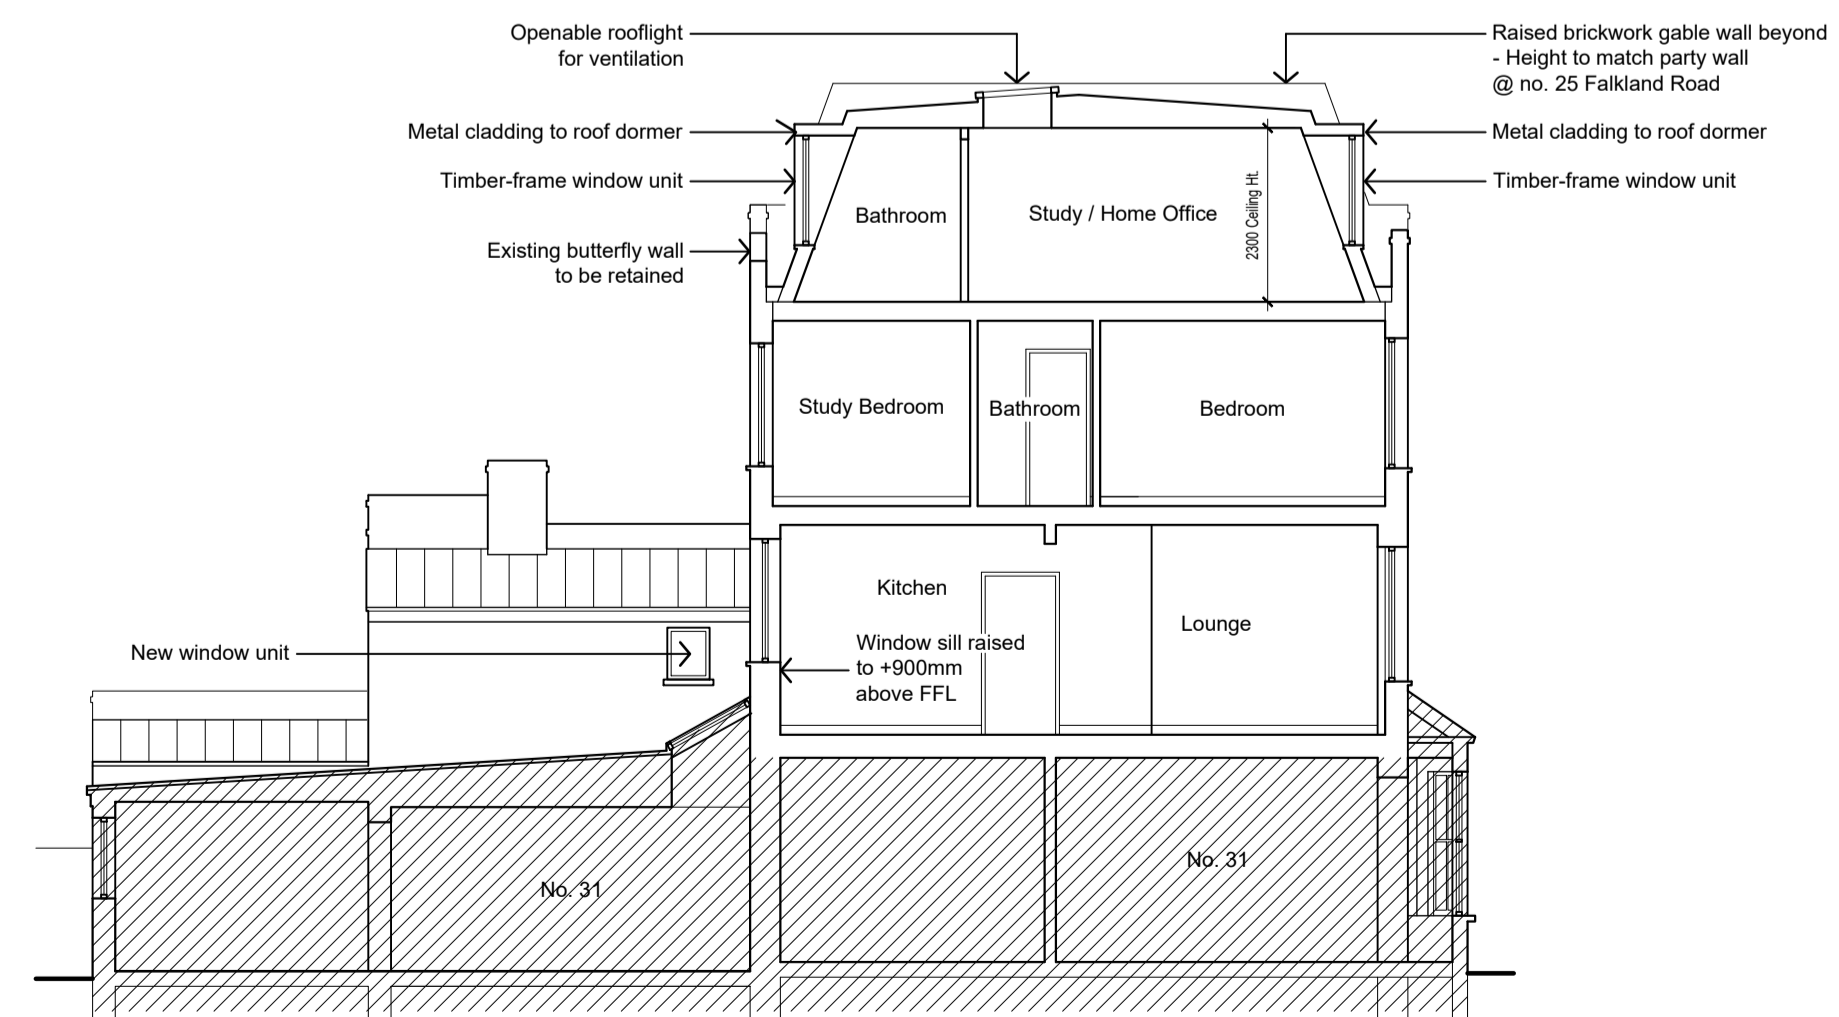 Openable rooflight
for ventilation
Raised brickwork gable wall beyond
- Height to match party wall
@ no. 25 Falkland Road
Metal cladding to roof dormer
Metal cladding to roof dormer
Timber-frame window unit
Timber-frame window unit
Existing butterfly wall
to be retained
Bathroom
Study / Home Office
2300 Ceiling Ht.
Study Bedroom
Bathroom
Bedroom
Kitchen
Lounge
New window unit
Window sill raised
to +900mm
above FFL
No. 31
No. 31